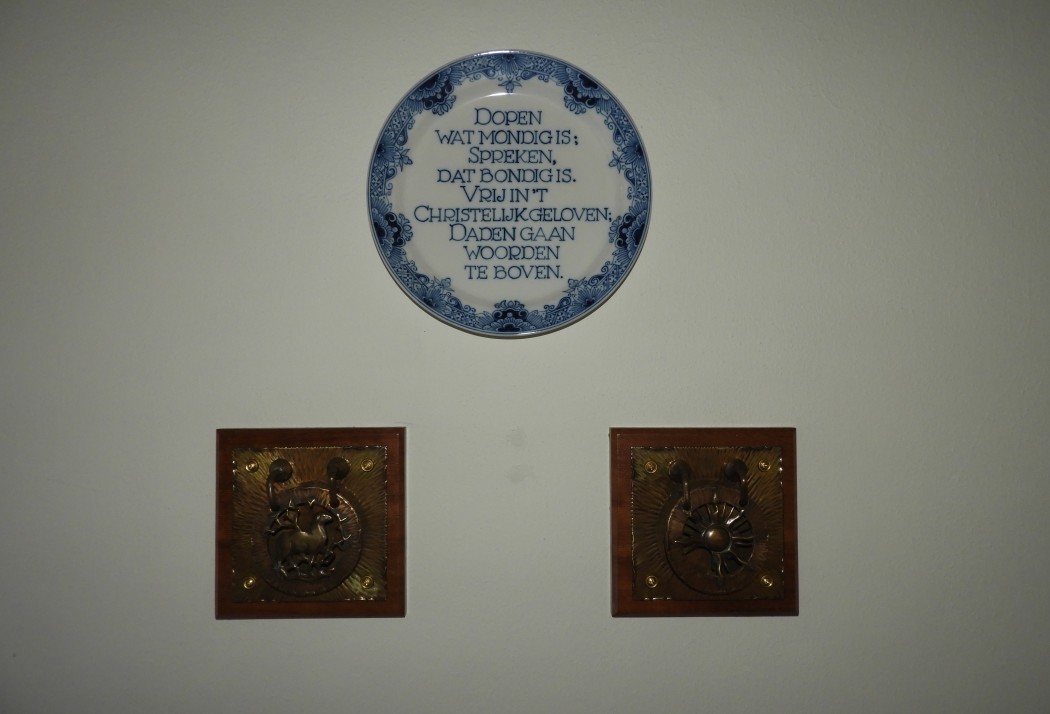 DOPEN
WAT MONDIG IS;
SPREKEN,
DAT BONDIG IS.
VRIJ IN'T
CHRISTELIJK GELOVEN;
DADEN GAAN
WOORDEN
TE BOVEN.